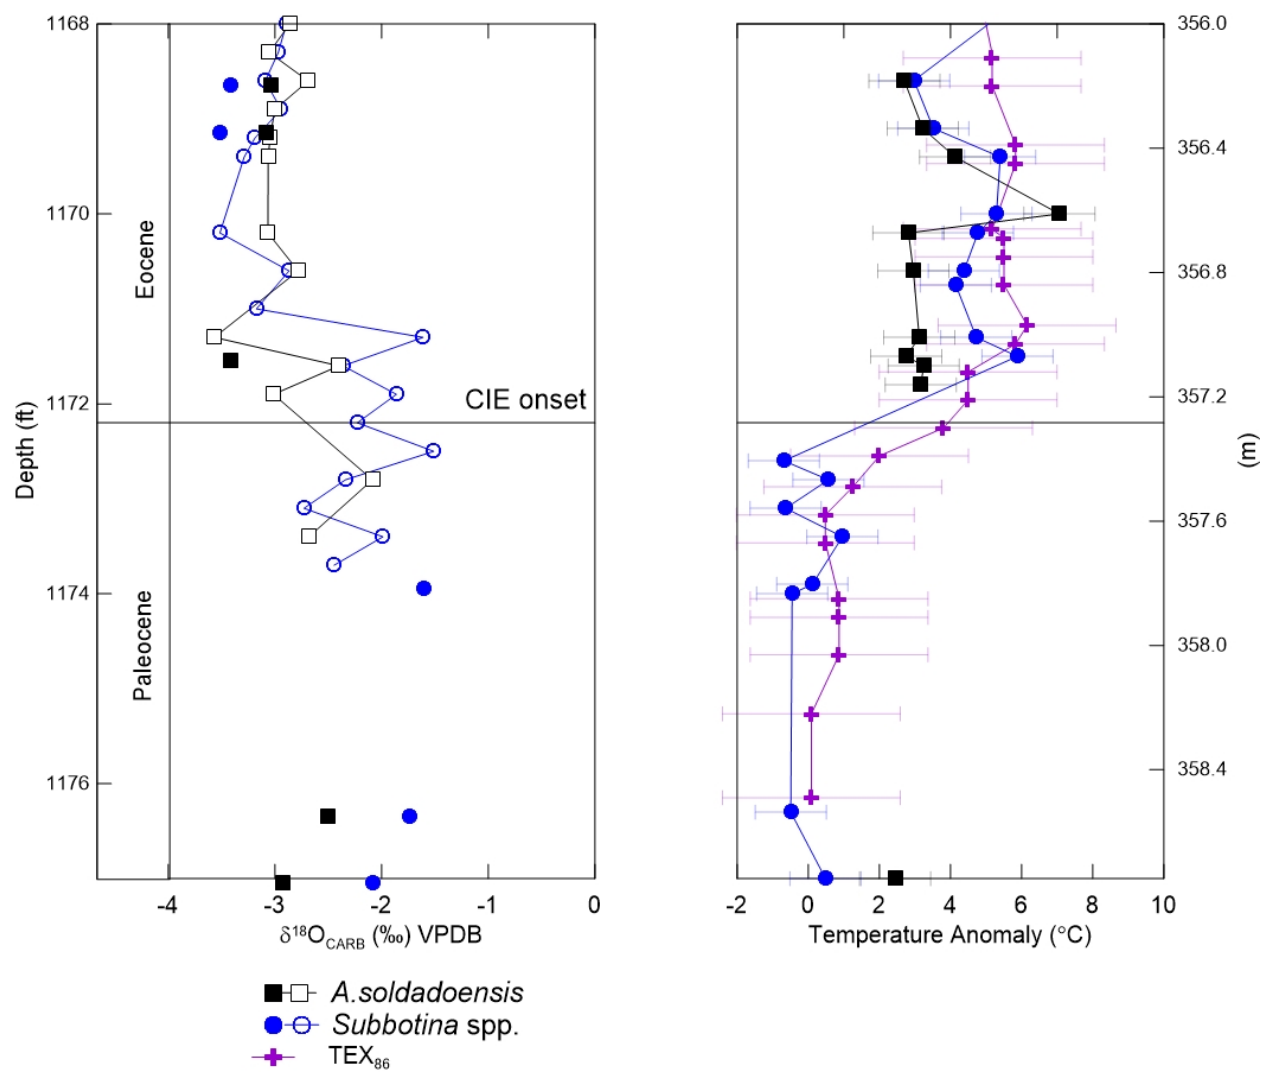 1168
1170
1172
1174
1176
Depth (ft)
Eocene
Paleocene
CIE onset
-4 -3 -2 -1 0
δ¹⁸O_CARB (‰) VPDB
356.0
356.4
356.8
357.2
357.6
358.0
358.4
(m)
-2 0 2 4 6 8 10
Temperature Anomaly (°C)
A.soldadoensis
Subbotina spp.
TEX₈₆